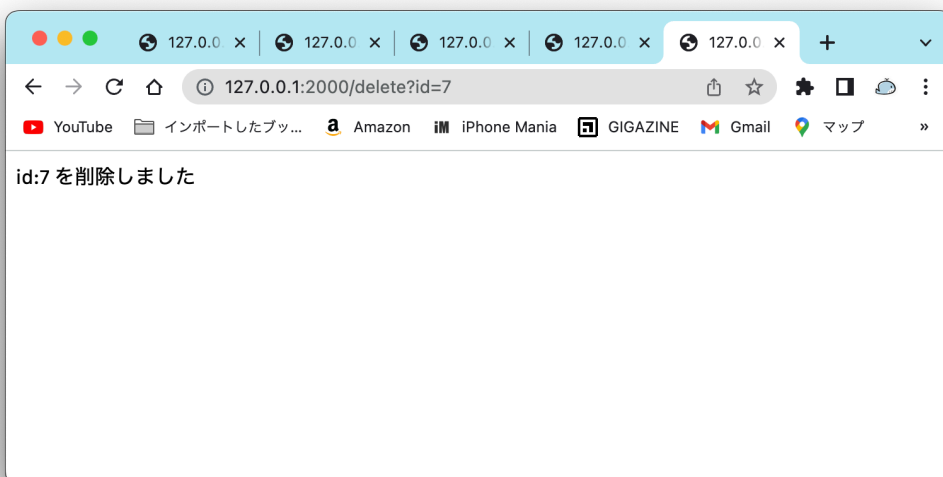 127.0.0. 127.0.0 127.0.0 127.0.0 127.0.0
127.0.0.1:2000/delete?id=7
YouTube インポートしたブッ... Amazon iPhone Mania GIGAZINE Gmail マップ »
id:7 を削除しました